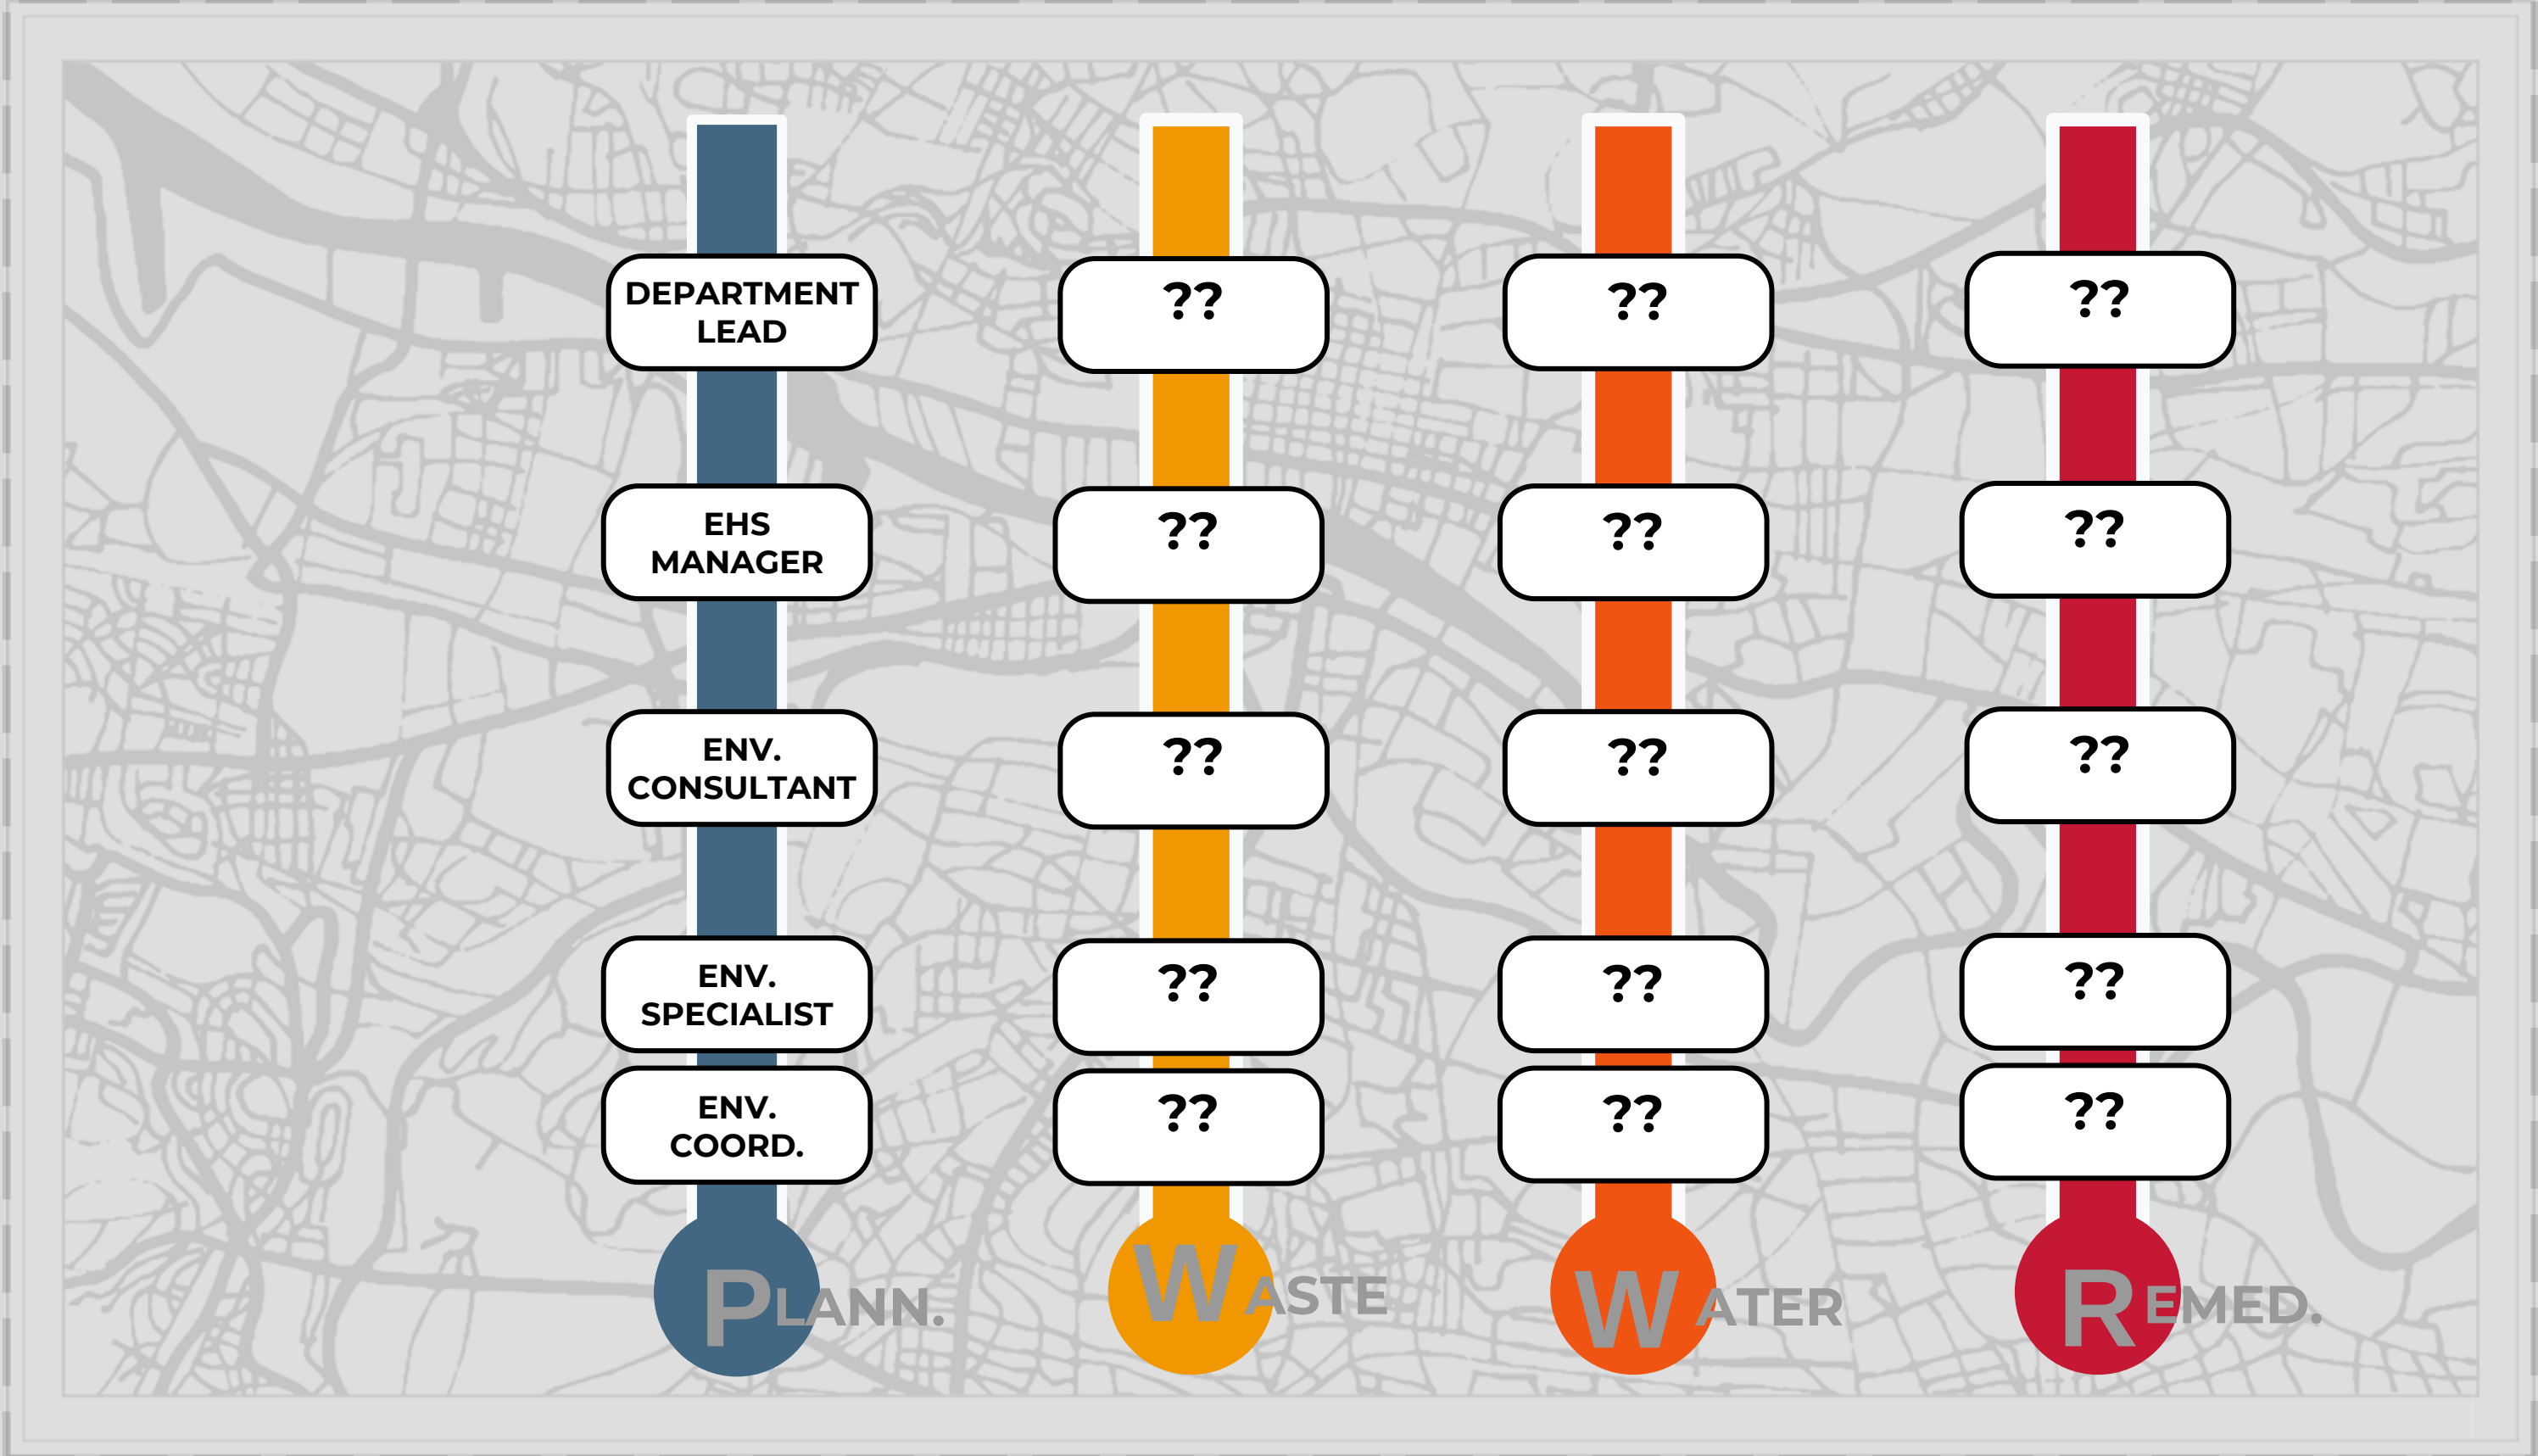 DEPARTMENT
LEAD
??
??
??
EHS
MANAGER
??
??
??
ENV.
CONSULTANT
??
??
??
ENV.
SPECIALIST
??
??
??
ENV.
COORD.
??
??
??
PLANN.
WASTE
WATER
REMED.